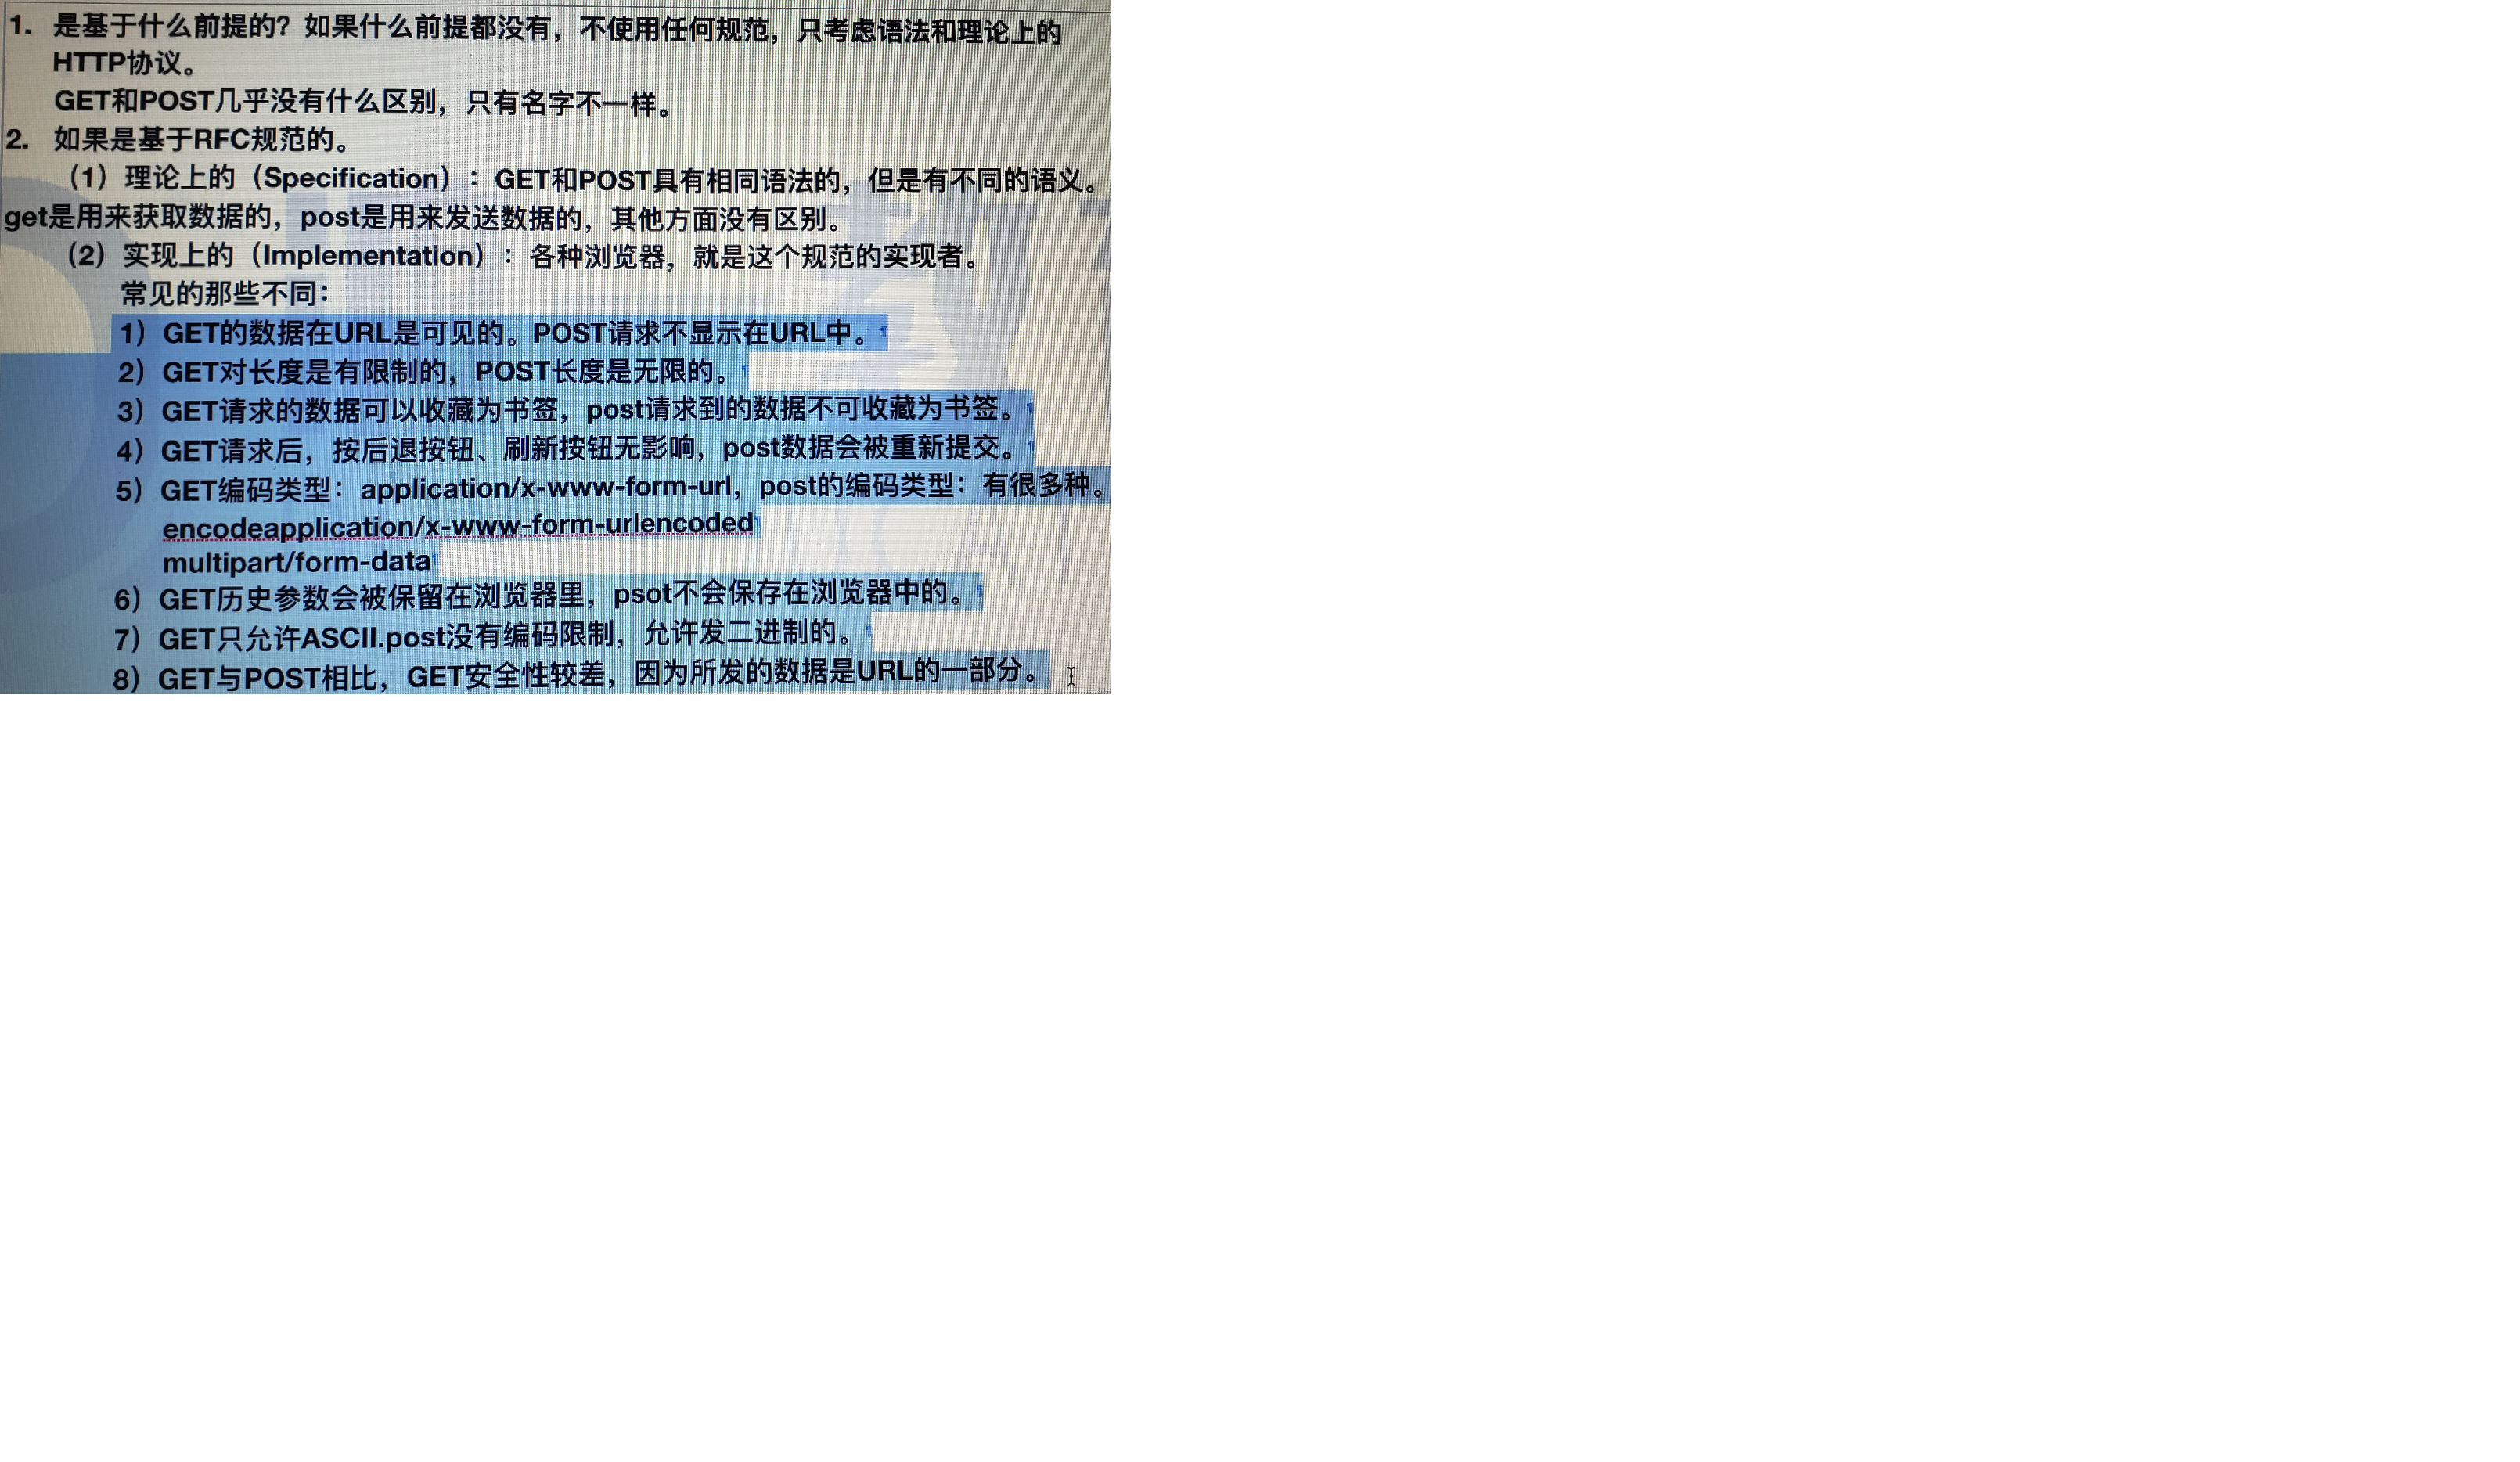 1. 是基于什么前提的？如果什么前提都没有，不使用任何规范，只考虑语法和理论上的
HTTP协议。
GET和POST几乎没有什么区别，只有名字不一样。
2. 如果是基于RFC规范的。
（1）理论上的（Specification）：GET和POST具有相同语法的，但是有不同的语义。
get是用来获取数据的，post是用来发送数据的，其他方面没有区别。
（2）实现上的（Implementation）：各种浏览器，就是这个规范的实现者。
常见的那些不同：
1）GET的数据在URL是可见的。POST请求不显示在URL中。
2）GET对长度是有限制的，POST长度是无限的。
3）GET请求的数据可以收藏为书签，post请求到的数据不可收藏为书签。
4）GET请求后，按后退按钮、刷新按钮无影响，post数据会被重新提交。
5）GET编码类型：application/x-www-form-url，post的编码类型：有很多种。
encodeapplication/x-www-form-urlencoded
multipart/form-data
6）GET历史参数会被保留在浏览器里，psot不会保存在浏览器中的。
7）GET只允许ASCII.post没有编码限制，允许发二进制的。
8）GET与POST相比，GET安全性较差，因为所发的数据是URL的一部分。